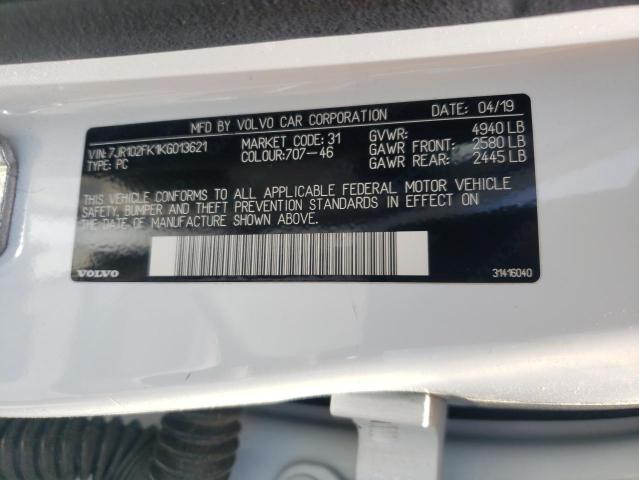 MFD BY VOLVO CAR CORPORATION DATE: 04/19
VIN:7JR102FK1KG013621 MARKET CODE: 31 GVWR: 4940 LB
TYPE: PC COLOUR:707-46 GAWR FRONT: 2580 LB
GAWR REAR: 2445 LB
THIS VEHICLE CONFORMS TO ALL APPLICABLE FEDERAL MOTOR VEHICLE
SAFETY, BUMPER AND THEFT PREVENTION STANDARDS IN EFFECT ON
THE DATE OF MANUFACTURE SHOWN ABOVE.
VOLVO 31416040